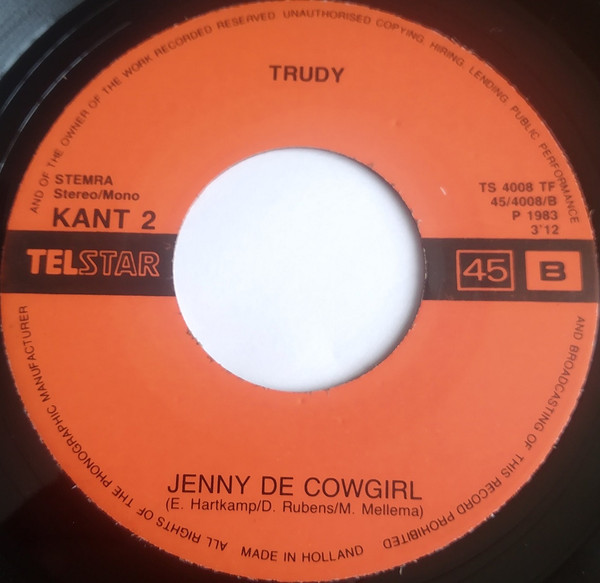 ALL RIGHTS OF THE PHONOGRAPHIC MANUFACTURER
AND OF THE OWNER OF THE WORK RECORDED RESERVED. UNAUTHORISED COPYING, HIRING, LENDING, PUBLIC PERFORMANCE
AND BROADCASTING OF THIS RECORD PROHIBITED
TRUDY
STEMRA
Stereo/Mono
KANT 2
TS 4008 TF
45/4008/B
P 1983
3'12
TELSTAR
45
B
JENNY DE COWGIRL
(E. Hartkamp/D. Rubens/M. Mellema)
MADE IN HOLLAND